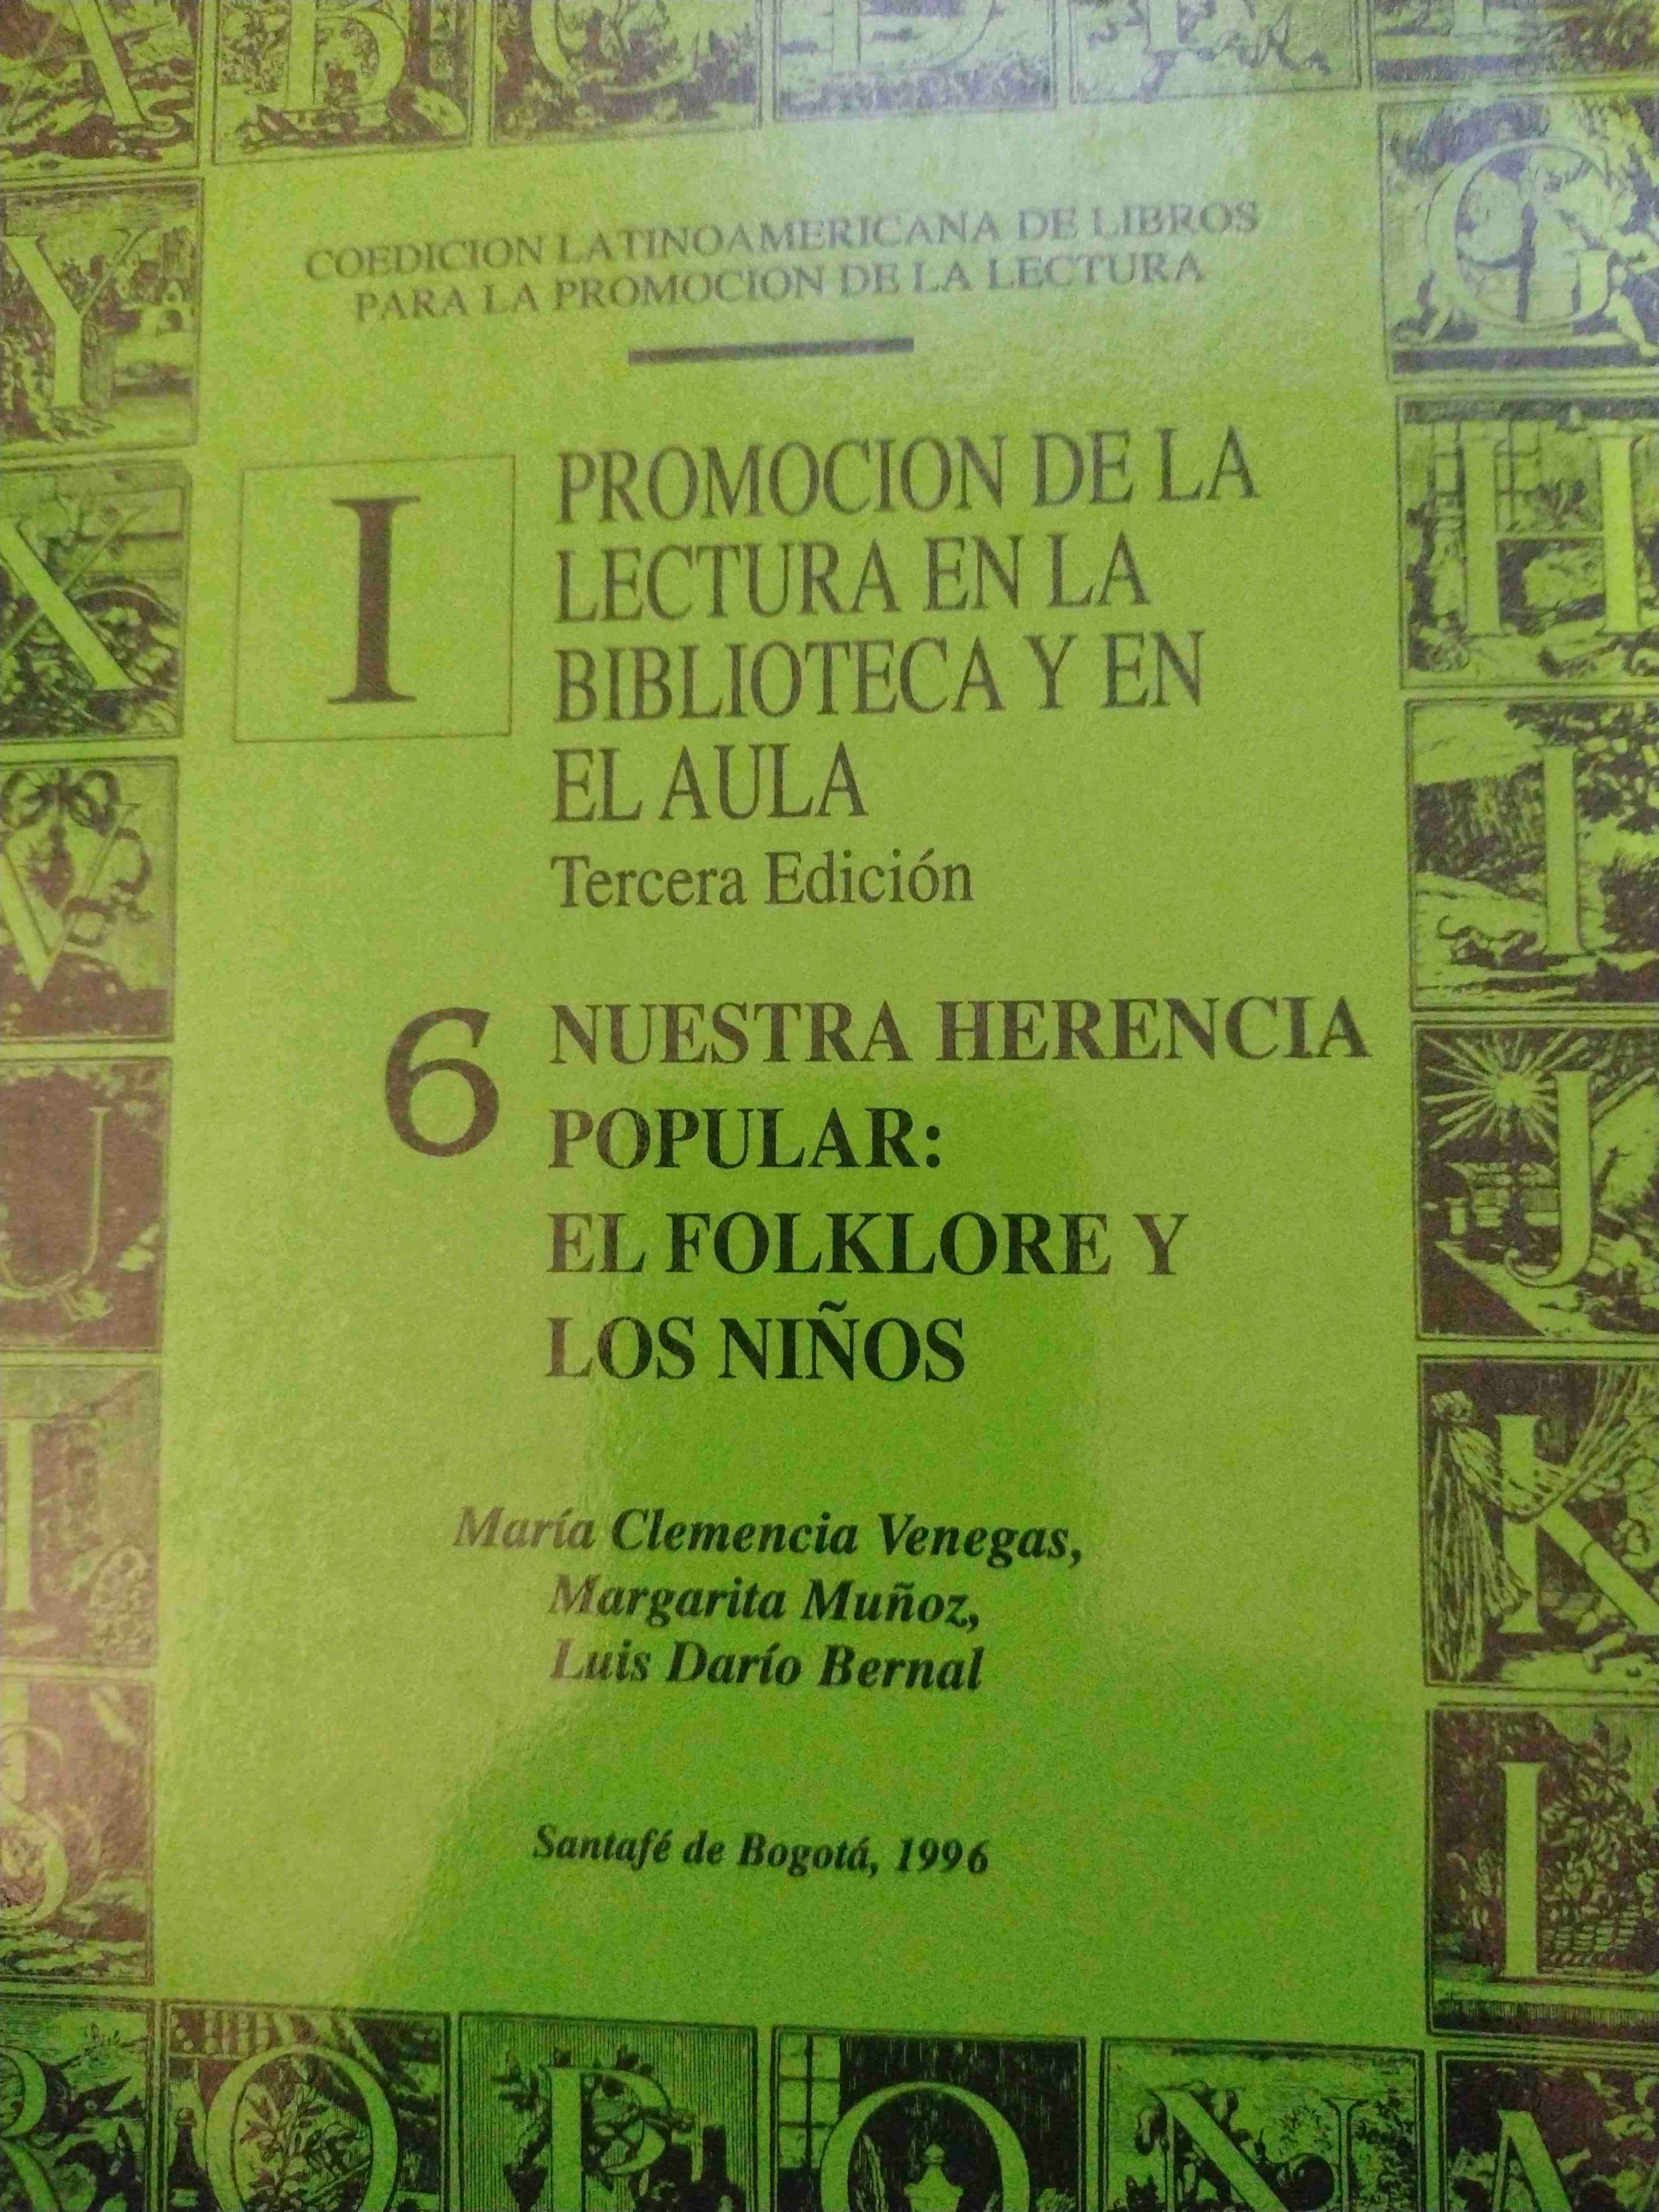 A B C D E F
COEDICION LATINOAMERICANA DE LIBROS
PARA LA PROMOCION DE LA LECTURA
I
PROMOCION DE LA
LECTURA EN LA
BIBLIOTECA Y EN
EL AULA
Tercera Edición
6
NUESTRA HERENCIA
POPULAR:
EL FOLKLORE Y
LOS NIÑOS
María Clemencia Venegas,
Margarita Muñoz,
Luis Darío Bernal
Santafé de Bogotá, 1996
G
H
I
J
K
L
Y
X
V
U
T
S
R Q P O N M